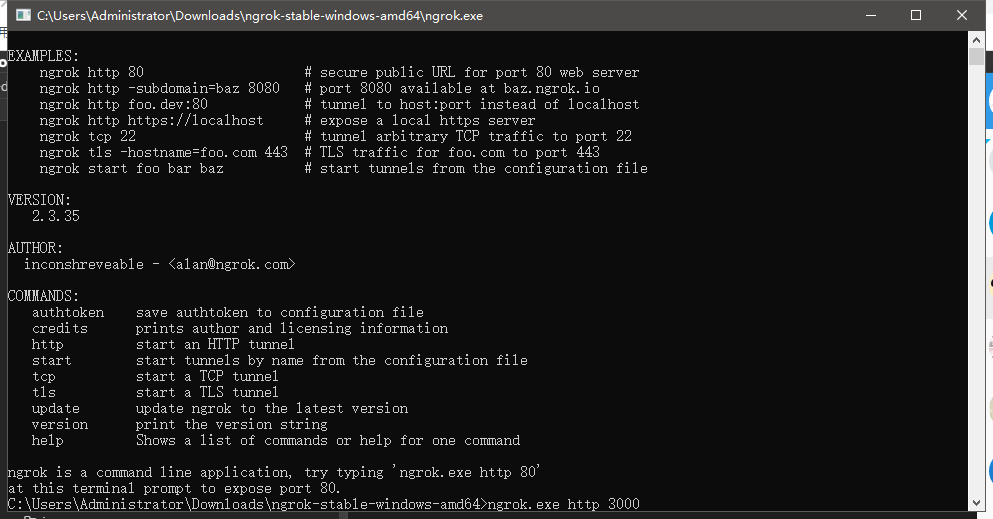 C:\Users\Administrator\Downloads\ngrok-stable-windows-amd64\ngrok.exe
EXAMPLES:
    ngrok http 80                    # secure public URL for port 80 web server
    ngrok http -subdomain=baz 8080   # port 8080 available at baz.ngrok.io
    ngrok http foo.dev:80            # tunnel to host:port instead of localhost
    ngrok http https://localhost     # expose a local https server
    ngrok tcp 22                     # tunnel arbitrary TCP traffic to port 22
    ngrok tls -hostname=foo.com 443  # TLS traffic for foo.com to port 443
    ngrok start foo bar baz          # start tunnels from the configuration file
VERSION:
   2.3.35
AUTHOR:
  inconshreveable - <alan@ngrok.com>
COMMANDS:
   authtoken    save authtoken to configuration file
   credits      prints author and licensing information
   http         start an HTTP tunnel
   start        start tunnels by name from the configuration file
   tcp          start a TCP tunnel
   tls          start a TLS tunnel
   update       update ngrok to the latest version
   version      print the version string
   help         Shows a list of commands or help for one command
ngrok is a command line application, try typing 'ngrok.exe http 80'
at this terminal prompt to expose port 80.
C:\Users\Administrator\Downloads\ngrok-stable-windows-amd64>ngrok.exe http 3000